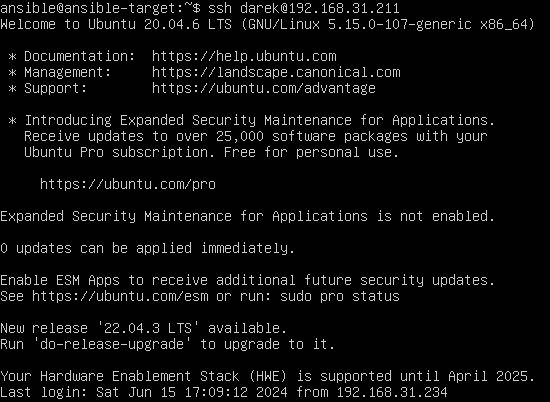 ansible@ansible-target:~$ ssh darek@192.168.31.211
Welcome to Ubuntu 20.04.6 LTS (GNU/Linux 5.15.0-107-generic x86_64)
* Documentation:  https://help.ubuntu.com
* Management:     https://landscape.canonical.com
* Support:        https://ubuntu.com/advantage
* Introducing Expanded Security Maintenance for Applications.
Receive updates to over 25,000 software packages with your
Ubuntu Pro subscription. Free for personal use.
https://ubuntu.com/pro
Expanded Security Maintenance for Applications is not enabled.
0 updates can be applied immediately.
Enable ESM Apps to receive additional future security updates.
See https://ubuntu.com/esm or run: sudo pro status
New release '22.04.3 LTS' available.
Run 'do-release-upgrade' to upgrade to it.
Your Hardware Enablement Stack (HWE) is supported until April 2025.
Last login: Sat Jun 15 17:09:12 2024 from 192.168.31.234